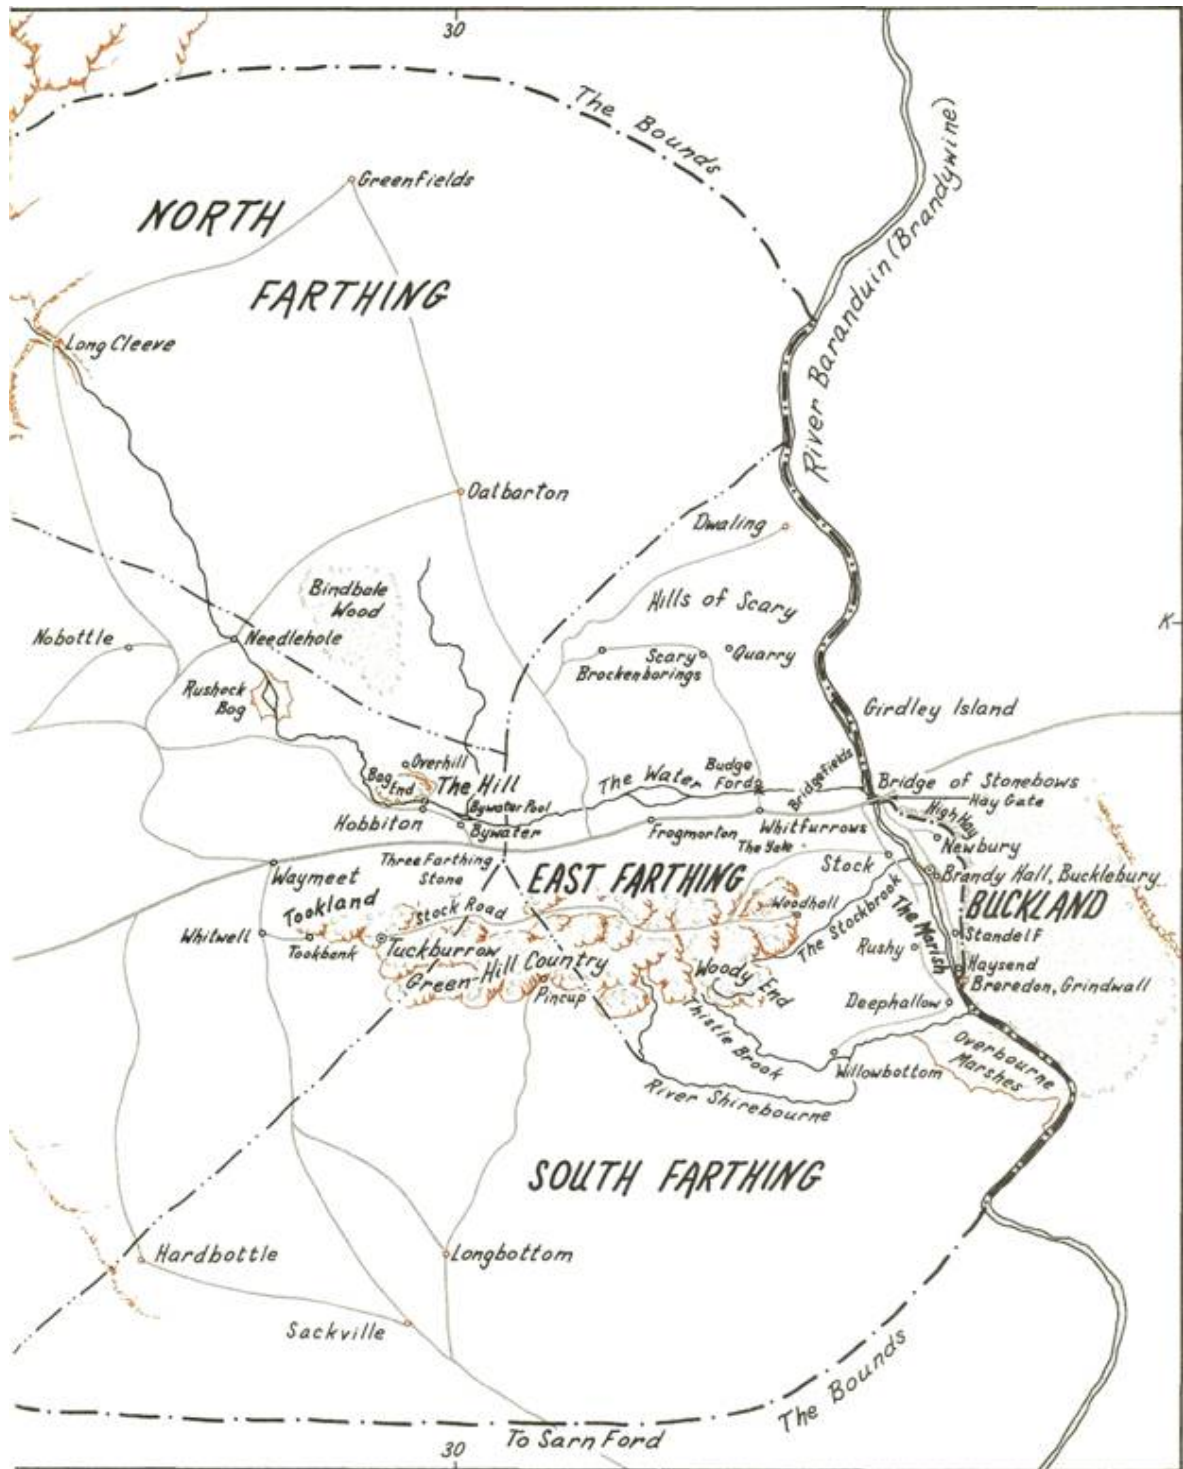 30
The Bounds
River Baranduin (Brandywine)
Greenfields
NORTH
FARTHING
Long Cleeve
Oatbarton
Dwaling
Bindbale
Wood
Hills of Scary
K
Nobottle
Needlehole
Scary
Quarry
Brockenborings
Rushock
Bog
Girdley Island
Overhill
Bag
End
The Hill
The Water
Budge
Ford
Bridgefields
Bridge of Stonebows
Hay Gate
High Hay
Bywater Pool
Hobbiton
Bywater
Frogmorton
Whitfurrows
The Yale
Newbury
Stock
Three Farthing
Stone
Waymeet
EAST FARTHING
Brandy Hall, Bucklebury
Tookland
Stock Road
Woodhall
The Stockbrook
The Marish
BUCKLAND
Whitwell
Tookbank
Tuckburrow
Standelf
Rushy
Green-Hill Country
Pincup
Woody End
Haysend
Breredon, Grindwall
Deephallow
Thistle Brook
Willowbottom
Overbourne
Marshes
River Shirebourne
SOUTH FARTHING
Hardbottle
Longbottom
Sackville
The Bounds
To Sarn Ford
30